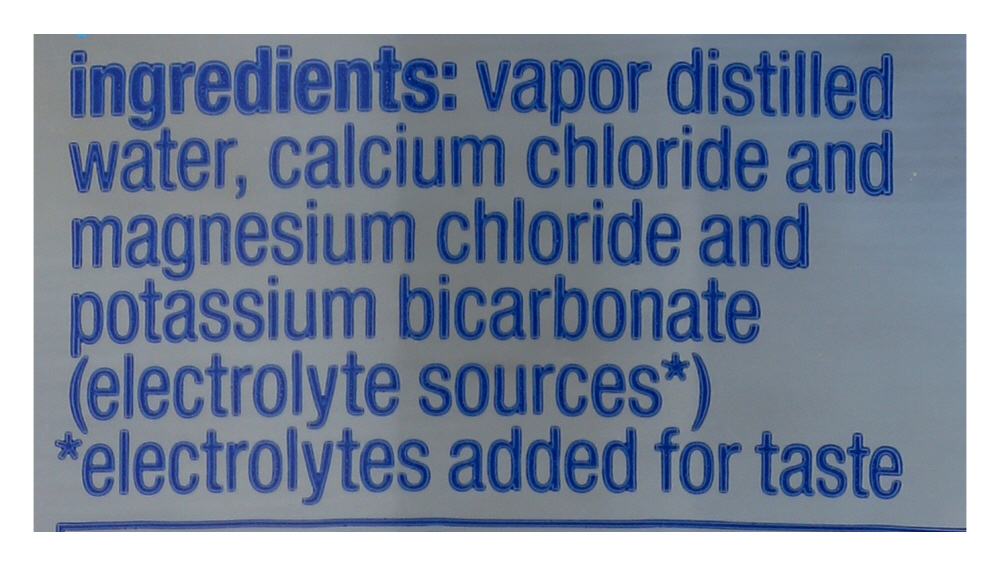 ingredients: vapor distilled
water, calcium chloride and
magnesium chloride and
potassium bicarbonate
(electrolyte sources*)
*electrolytes added for taste